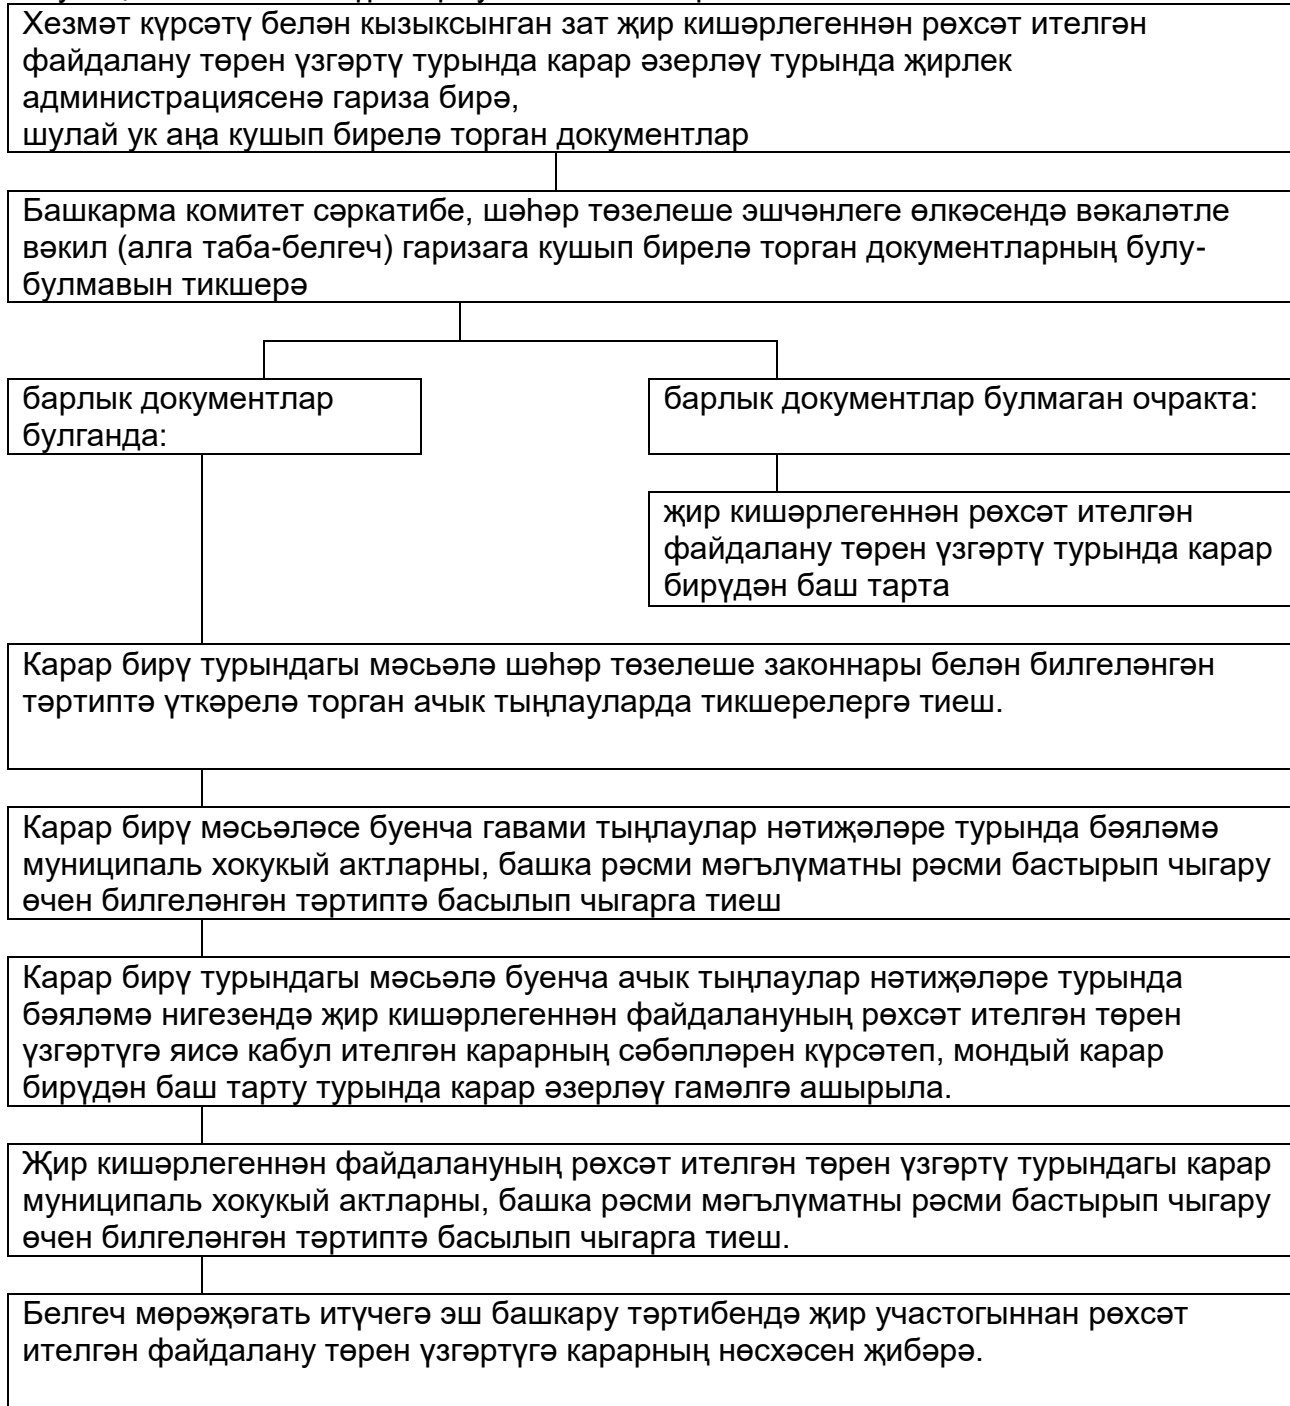 Хезмәт күрсәтү белән кызыксынган зат җир кишәрлегеннән рөхсәт ителгән
файдалану төрен үзгәртү турында карар әзерләү турында җирлек
администрациясенә гариза бирә,
шулай ук аңа кушып бирелә торган документлар
Башкарма комитет сәркатибе, шәһәр төзелеше эшчәнлеге өлкәсендә вәкаләтле
вәкил (алга таба-белгеч) гаризага кушып бирелә торган документларның булу-
булмавын тикшерә
барлык документлар
булганда:
барлык документлар булмаган очракта:
җир кишәрлегеннән рөхсәт ителгән
файдалану төрен үзгәртү турында карар
бирүдән баш тарта
Карар бирү турындагы мәсьәлә шәһәр төзелеше законнары белән билгеләнгән
тәртиптә үткәрелә торган ачык тыңлауларда тикшерелергә тиеш.
Карар бирү мәсьәләсе буенча гавами тыңлаулар нәтиҗәләре турында бәяләмә
муниципаль хокукый актларны, башка рәсми мәгълүматны рәсми бастырып чыгару
өчен билгеләнгән тәртиптә басылып чыгарга тиеш
Карар бирү турындагы мәсьәлә буенча ачык тыңлаулар нәтиҗәләре турында
бәяләмә нигезендә җир кишәрлегеннән файдалануның рөхсәт ителгән төрен
үзгәртүгә яисә кабул ителгән карарның сәбәпләрен күрсәтеп, мондый карар
бирүдән баш тарту турында карар әзерләү гамәлгә ашырыла.
Җир кишәрлегеннән файдалануның рөхсәт ителгән төрен үзгәртү турындагы карар
муниципаль хокукый актларны, башка рәсми мәгълүматны рәсми бастырып чыгару
өчен билгеләнгән тәртиптә басылып чыгарга тиеш.
Белгеч мөрәҗәгать итүчегә эш башкару тәртибендә җир участогыннан рөхсәт
ителгән файдалану төрен үзгәртүгә карарның нөсхәсен җибәрә.